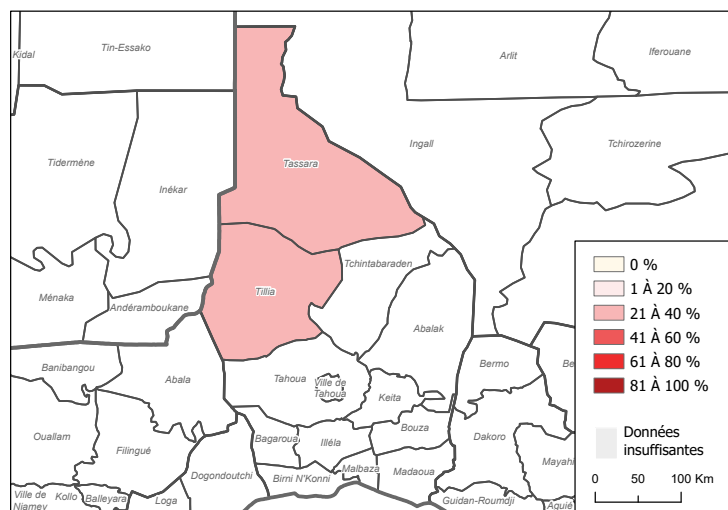 Kidal
Tin-Essako
Arlit
Iferouane
Tidermène
Inékar
Tassara
Ingall
Tchirozerine
Ménaka
Andéramboukane
Tillia
Tchintabaraden
Abalak
0 %
1 À 20 %
21 À 40 %
41 À 60 %
61 À 80 %
81 À 100 %
Données
insuffisantes
0 50 100 Km
Banibangou
Abala
Tahoua
Ville de
Tahoua
Keita
Bermo
Be
Ouallam
Filingué
Bagaroua
Illéla
Bouza
Dakoro
Mayahi
Dogondoutchi
Birni N'Konni
Malbaza
Madaoua
Ville de
Niamey
Kollo
Balleyara
Loga
Guidan-Roumdji
Aguié